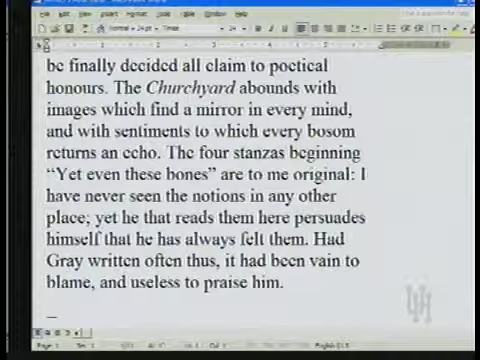 be finally decided all claim to poetical
honours. The Churchyard abounds with
images which find a mirror in every mind,
and with sentiments to which every bosom
returns an echo. The four stanzas beginning
“Yet even these bones” are to me original: I
have never seen the notions in any other
place; yet he that reads them here persuades
himself that he has always felt them. Had
Gray written often thus, it had been vain to
blame, and useless to praise him.